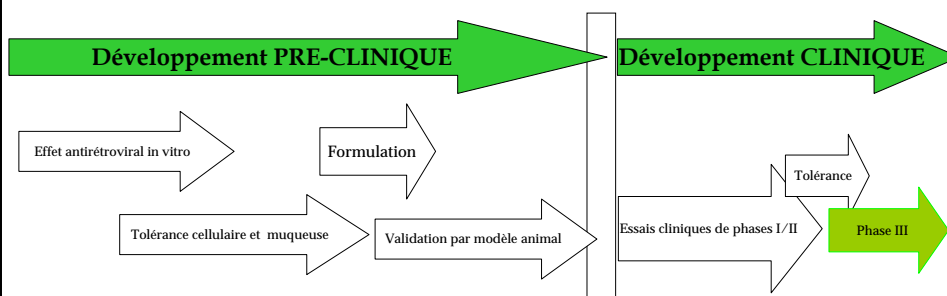 Développement PRE-CLINIQUE
Développement CLINIQUE
Effet antirétroviral in vitro
Formulation
Tolérance
Tolérance cellulaire et muqueuse
Validation par modèle animal
Essais cliniques de phases I/II
Phase III